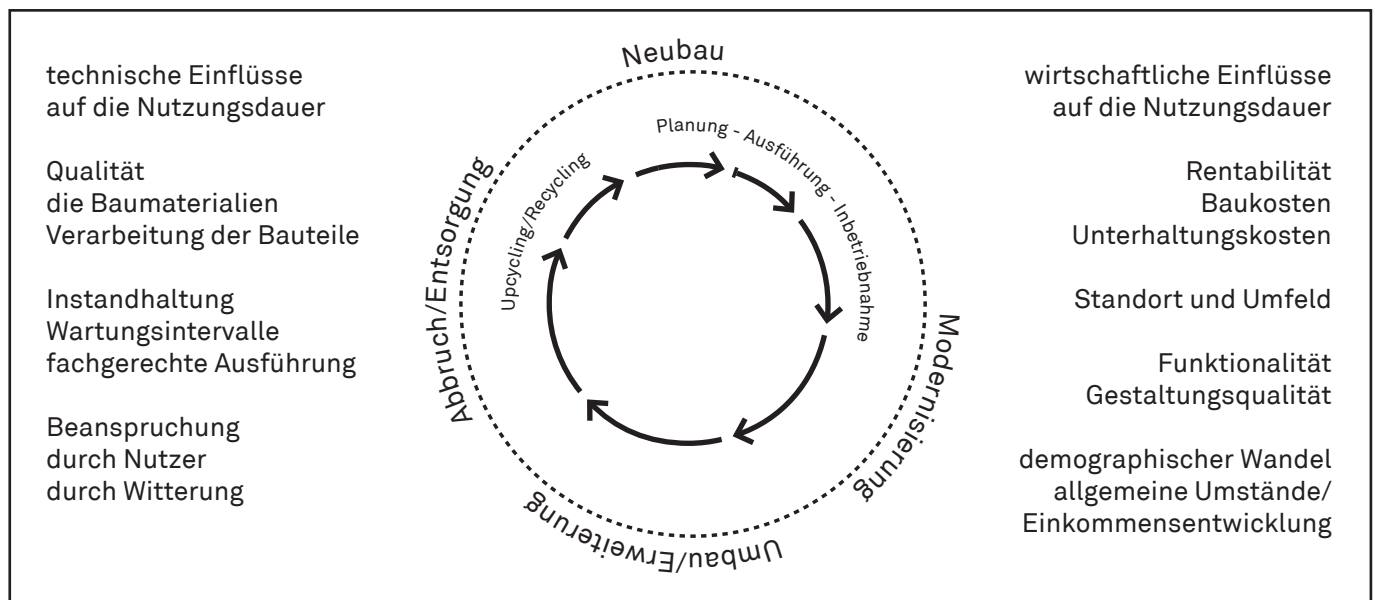 technische Einflüsse
auf die Nutzungsdauer
Qualität
die Baumaterialien
Verarbeitung der Bauteile
Instandhaltung
Wartungsintervalle
fachgerechte Ausführung
Beanspruchung
durch Nutzer
durch Witterung
Neubau
Planung - Ausführung - Inbetriebnahme
Modernisierung
Umbau/Erweiterung
Abbruch/Entsorgung
Upcycling/Recycling
wirtschaftliche Einflüsse
auf die Nutzungsdauer
Rentabilität
Baukosten
Unterhaltungskosten
Standort und Umfeld
Funktionalität
Gestaltungsqualität
demographischer Wandel
allgemeine Umstände/
Einkommensentwicklung